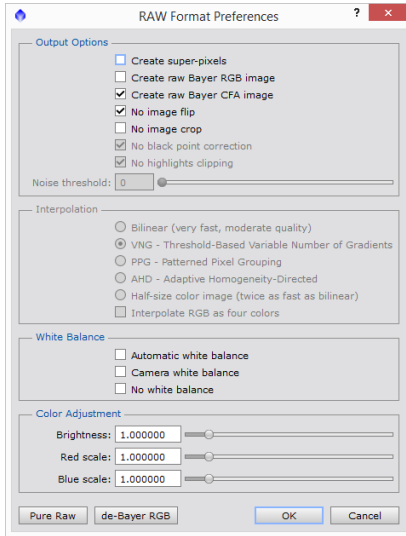 RAW Format Preferences
Output Options
Create super-pixels
Create raw Bayer RGB image
Create raw Bayer CFA image
No image flip
No image crop
No black point correction
No highlights clipping
Noise threshold: 0
Interpolation
Bilinear (very fast, moderate quality)
VNG - Threshold-Based Variable Number of Gradients
PPG - Patterned Pixel Grouping
AHD - Adaptive Homogeneity-Directed
Half-size color image (twice as fast as bilinear)
Interpolate RGB as four colors
White Balance
Automatic white balance
Camera white balance
No white balance
Color Adjustment
Brightness: 1.000000
Red scale: 1.000000
Blue scale: 1.000000
Pure Raw de-Bayer RGB OK Cancel